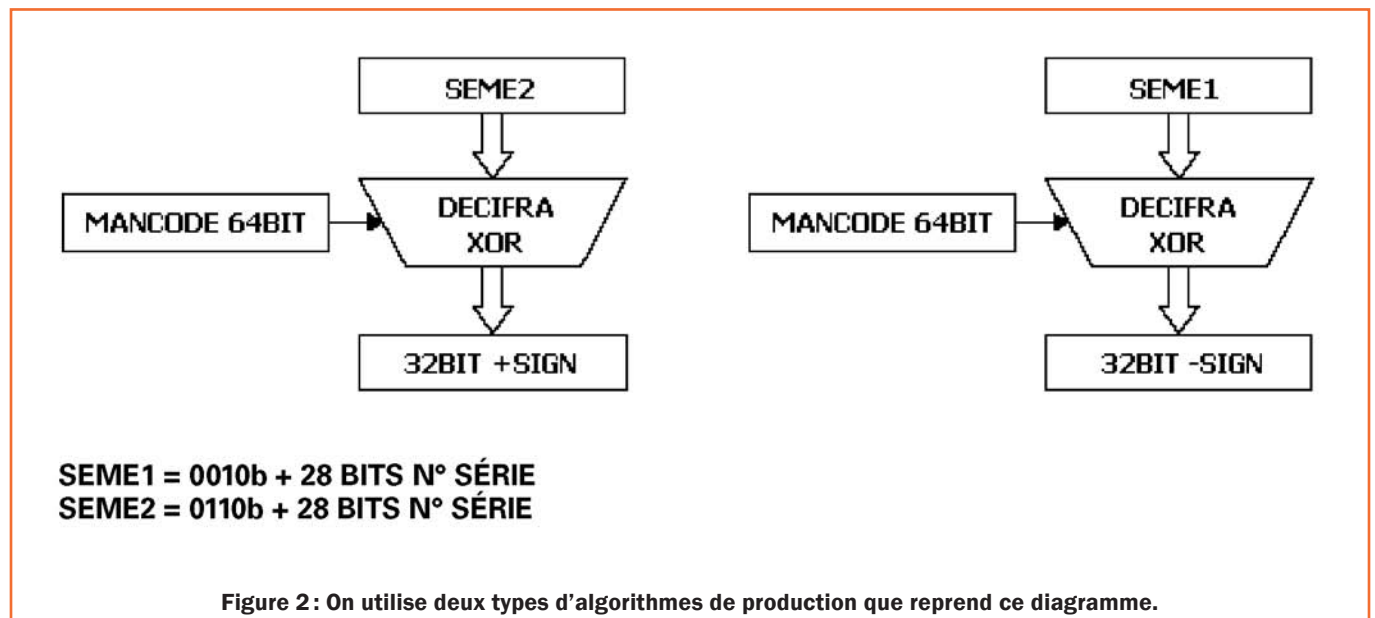 SEME2
SEME1
MANCODE 64BIT
DECIFRA
XOR
MANCODE 64BIT
DECIFRA
XOR
32BIT +SIGN
32BIT -SIGN
SEME1 = 0010b + 28 BITS N° SÉRIE
SEME2 = 0110b + 28 BITS N° SÉRIE
Figure 2 : On utilise deux types d’algorithmes de production que reprend ce diagramme.